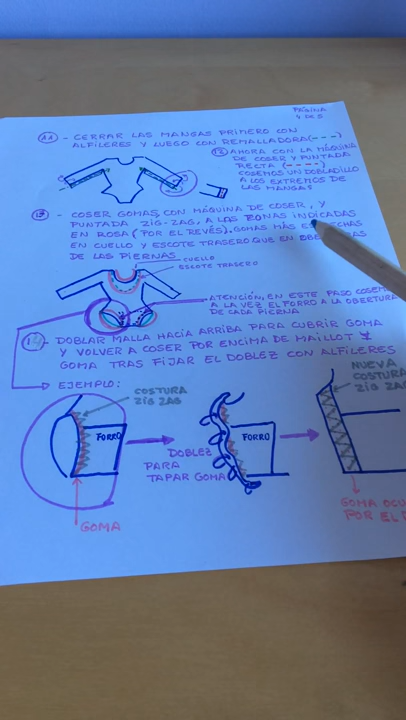 PÁGINA
4 DE 5
11 - CERRAR LAS MANGAS PRIMERO CON
ALFILERES Y LUEGO CON REMALLADORA(---)
12 AHORA CON LA MÁQUINA
DE COSER Y PUNTADA
RECTA (----)
COSEMOS UN DOBLADILLO
A LOS EXTREMOS DE
LAS MANGAS
13 - COSER GOMAS, CON MÁQUINA DE COSER, Y
PUNTADA ZIG-ZAG, A LAS ZONAS INDICADAS
EN ROSA (POR EL REVÉS). GOMAS MÁS
EN CUELLO Y ESCOTE TRASERO QUE EN
DE LAS PIERNAS
CUELLO
ESCOTE TRASERO
ATENCIÓN, EN ESTE PASO COSEMOS
A LA VEZ EL FORRO A LA ABERTURA
DE CADA PIERNA
14 - DOBLAR MALLA HACIA ARRIBA PARA CUBRIR GOMA
Y VOLVER A COSER POR ENCIMA DE MAILLOT Y
GOMA TRAS FIJAR EL DOBLEZ CON ALFILERES
EJEMPLO:
COSTURA
ZIG ZAG
FORRO
GOMA
DOBLEZ
PARA
TAPAR GOMA
FORRO
NUEVA
COSTURA
ZIG ZAG
GOMA
POR EL